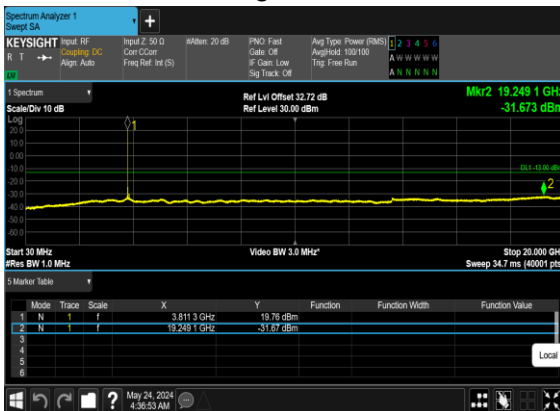 Spectrum Analyzer 1
Swept SA
+
KEYSIGHT Input: RF Input Z: 50 Ω #Atten: 20 dB PNO: Fast Avg Type: Power (RMS) 1 2 3 4 5 6
R T Coupling: DC Corr CCorr Gate: Off Avg|Hold: 100/100 A W W W W W
Align: Auto Freq Ref: Int (S) IF Gain: Low Trig: Free Run
Sig Track: Off A N N N N N
1 Spectrum Ref Lvl Offset 32.72 dB Mkr2 19.249 1 GHz
Scale/Div 10 dB Ref Level 30.00 dBm -31.673 dBm
Log
20.0 1
10.0
0.00
-10.0 DL1 -13.00 dBm
-20.0 2
-30.0
-40.0
-50.0
-60.0
Start 30 MHz Video BW 3.0 MHz* Stop 20.000 GH
#Res BW 1.0 MHz Sweep 34.7 ms (40001 pts
5 Marker Table
Mode Trace Scale X Y Function Function Width Function Value
1 N 1 f 3.811 3 GHz 19.76 dBm
2 N 1 f 19.249 1 GHz -31.67 dBm
3
4
5
6
Local
? May 24, 2024
4:36:53 AM